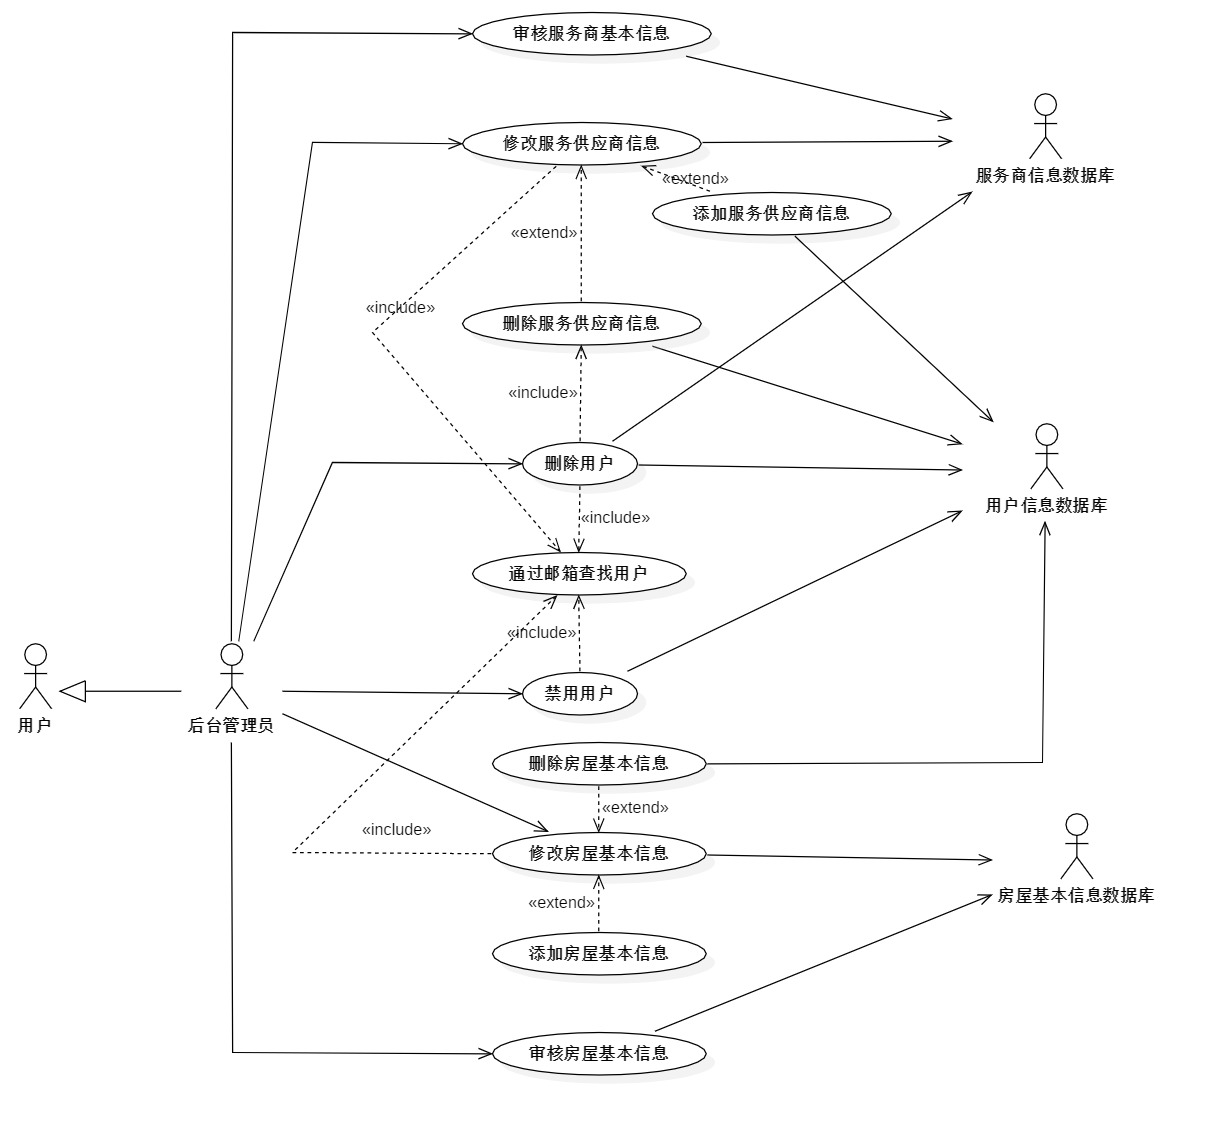 审核服务商基本信息
修改服务供应商信息
服务商信息数据库
«extend»
添加服务供应商信息
«extend»
«include»
删除服务供应商信息
«include»
删除用户
用户信息数据库
«include»
通过邮箱查找用户
«include»
禁用用户
用户
后台管理员
删除房屋基本信息
«extend»
«include»
修改房屋基本信息
房屋基本信息数据库
«extend»
添加房屋基本信息
审核房屋基本信息